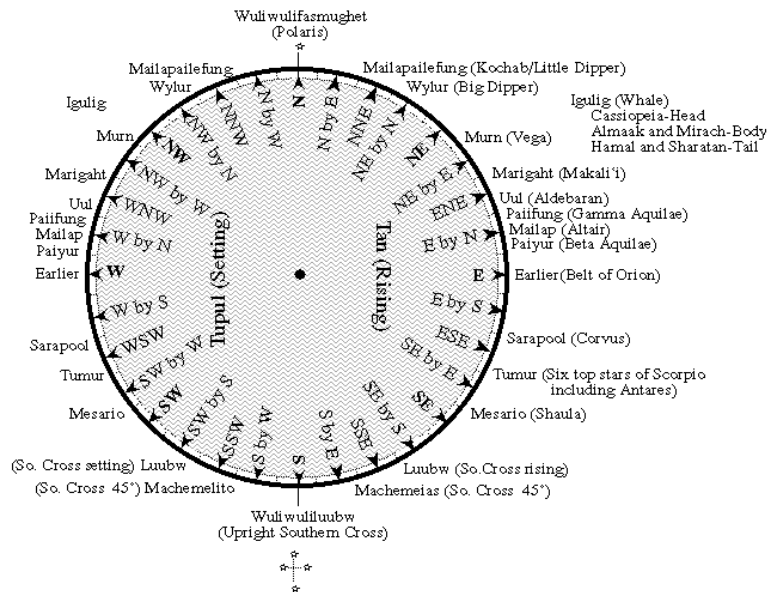 Wuliwulifasmughet
(Polaris)
Mailapailefung
Wylur
Igulig
Murn
Marigaht
Uul
Paiifung
Mailap
Paiyur
Earlier
Sarapool
Tumur
Mesario
(So. Cross setting) Luubw
(So. Cross 45°) Machemelito
Mailapailefung (Kochab/Little Dipper)
Wylur (Big Dipper)
Igulig (Whale)
Cassiopeia-Head
Almaak and Mirach-Body
Hamal and Sharatan-Tail
Murn (Vega)
Marigaht (Makali‘i)
Uul (Aldebaran)
Paiifung (Gamma Aquilae)
Mailap (Altair)
Paiyur (Beta Aquilae)
Earlier (Belt of Orion)
Sarapool (Corvus)
Tumur (Six top stars of Scorpio
including Antares)
Mesario (Shaula)
Luubw (So.Cross rising)
Machemeias (So. Cross 45°)
Wuliwuliluubw
(Upright Southern Cross)
N
N by E
NNE
NE by N
NE
NE by E
ENE
E by N
E
E by S
ESE
SE by E
SE
SE by S
SSE
S by E
S
S by W
SSW
SW by S
SW
SW by W
WSW
W by S
W
W by N
WNW
NW by W
NW
NW by N
NNW
N by W
Tupul (Setting)
Tan (Rising)